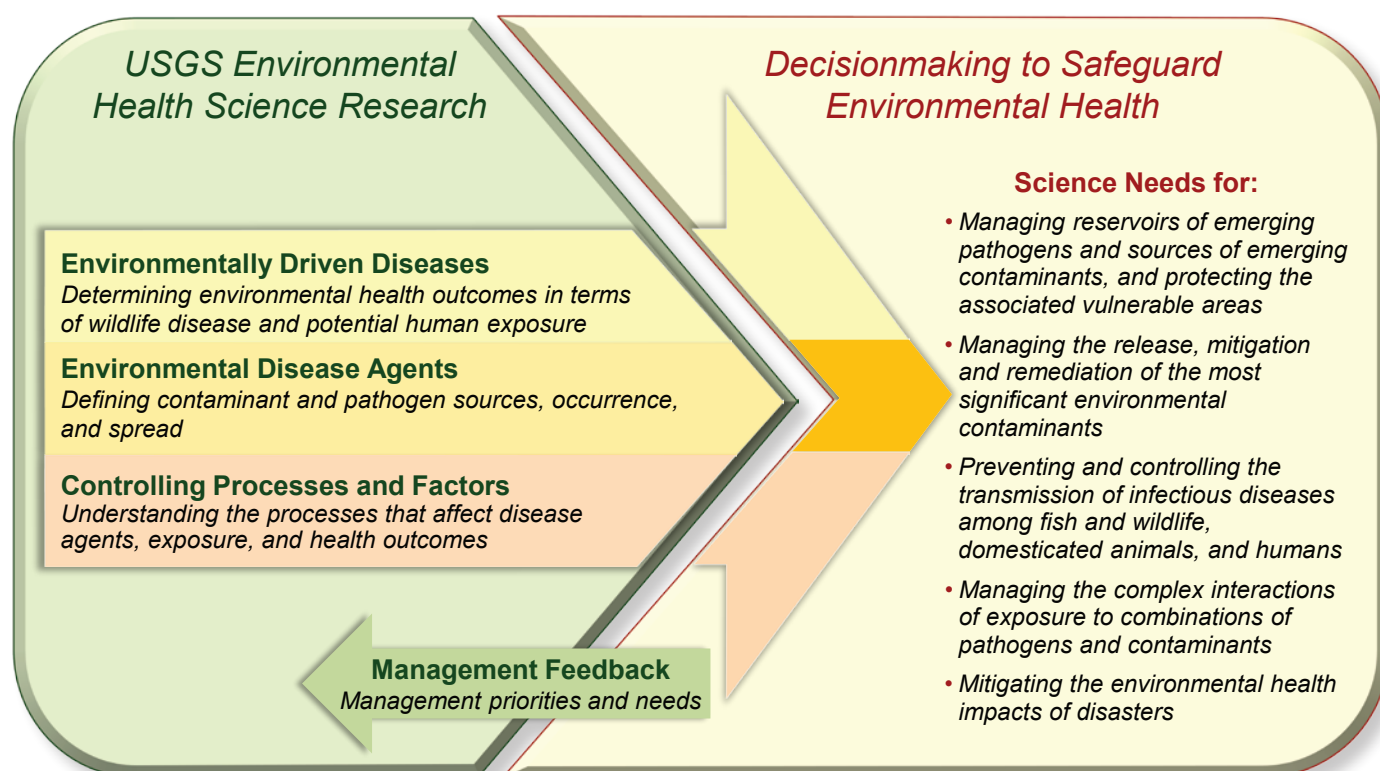 USGS Environmental
Health Science Research
Decisionmaking to Safeguard
Environmental Health
Environmentally Driven Diseases
Determining environmental health outcomes in terms
of wildlife disease and potential human exposure
Environmental Disease Agents
Defining contaminant and pathogen sources, occurrence,
and spread
Controlling Processes and Factors
Understanding the processes that affect disease
agents, exposure, and health outcomes
Management Feedback
Management priorities and needs
Science Needs for:
• Managing reservoirs of emerging
pathogens and sources of emerging
contaminants, and protecting the
associated vulnerable areas
• Managing the release, mitigation
and remediation of the most
significant environmental
contaminants
• Preventing and controlling the
transmission of infectious diseases
among fish and wildlife,
domesticated animals, and humans
• Managing the complex interactions
of exposure to combinations of
pathogens and contaminants
• Mitigating the environmental health
impacts of disasters